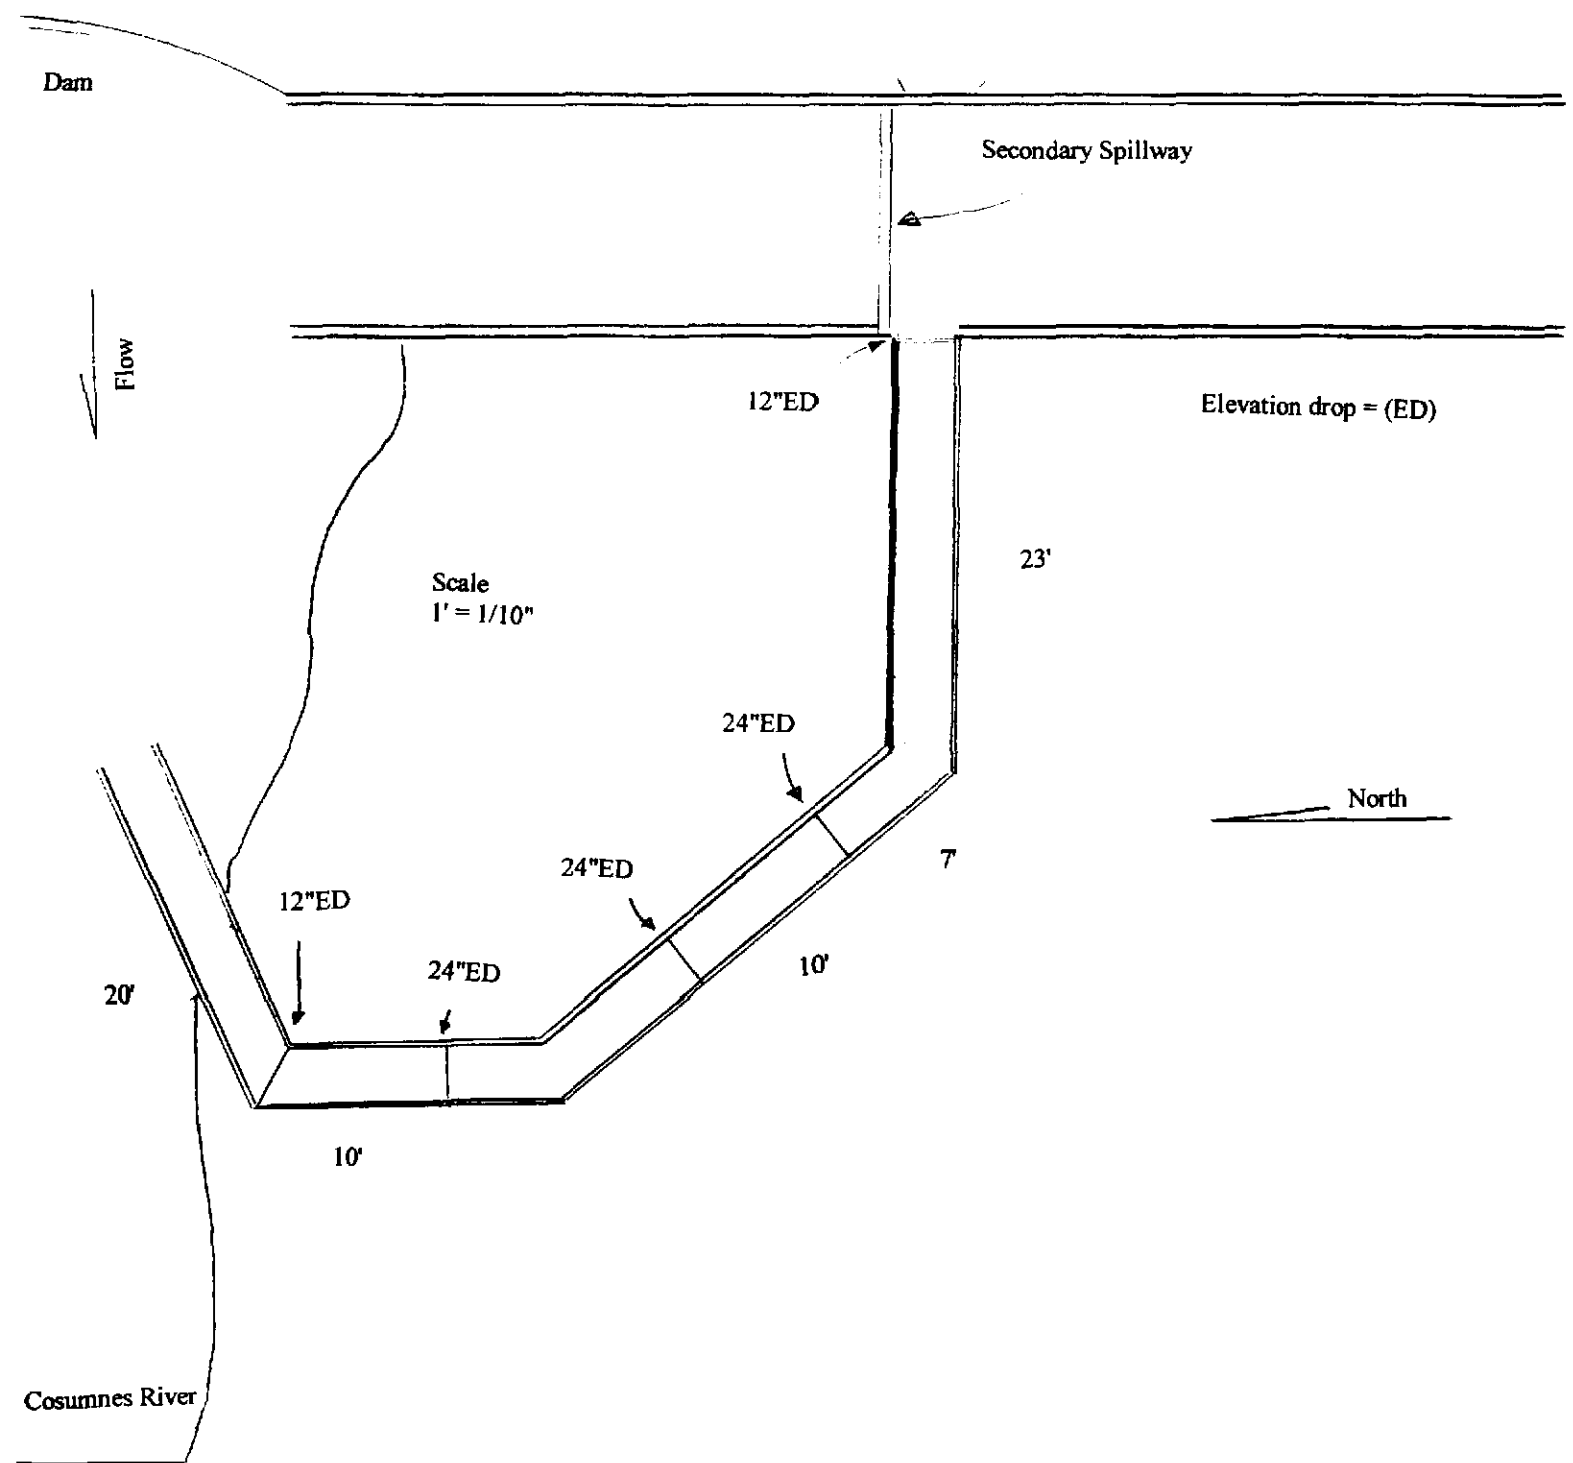 Dam
Secondary Spillway
Flow
12"ED
Elevation drop = (ED)
23'
Scale
1' = 1/10"
24"ED
North
7'
24"ED
12"ED
10'
24"ED
20'
10'
Cosumnes River